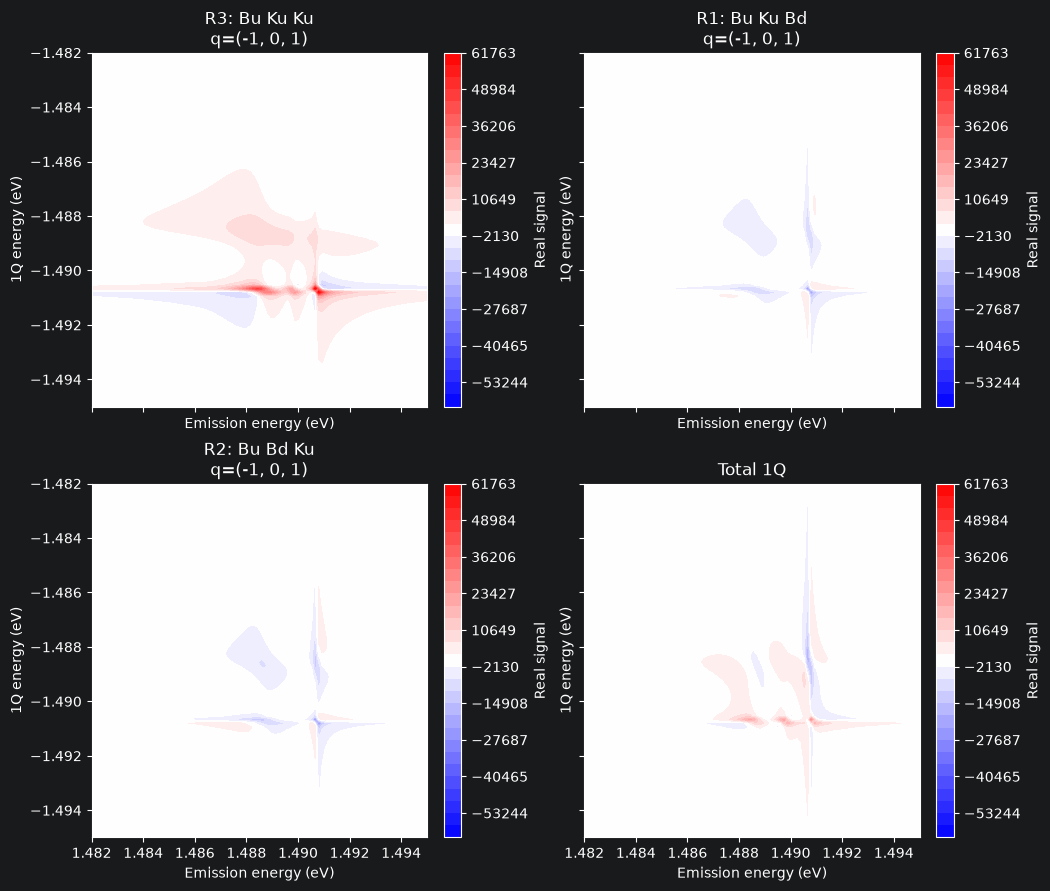 R3: Bu Ku Ku
q=(-1, 0, 1)
−1.482
−1.484
−1.486
−1.488
−1.490
−1.492
−1.494
1Q energy (eV)
Emission energy (eV)
61763
48984
36206
23427
10649
−2130
−14908
−27687
−40465
−53244
Real signal
R1: Bu Ku Bd
q=(-1, 0, 1)
1Q energy (eV)
Emission energy (eV)
61763
48984
36206
23427
10649
−2130
−14908
−27687
−40465
−53244
Real signal
R2: Bu Bd Ku
q=(-1, 0, 1)
−1.482
−1.484
−1.486
−1.488
−1.490
−1.492
−1.494
1Q energy (eV)
1.482 1.484 1.486 1.488 1.490 1.492 1.494
Emission energy (eV)
61763
48984
36206
23427
10649
−2130
−14908
−27687
−40465
−53244
Real signal
Total 1Q
1Q energy (eV)
1.482 1.484 1.486 1.488 1.490 1.492 1.494
Emission energy (eV)
61763
48984
36206
23427
10649
−2130
−14908
−27687
−40465
−53244
Real signal